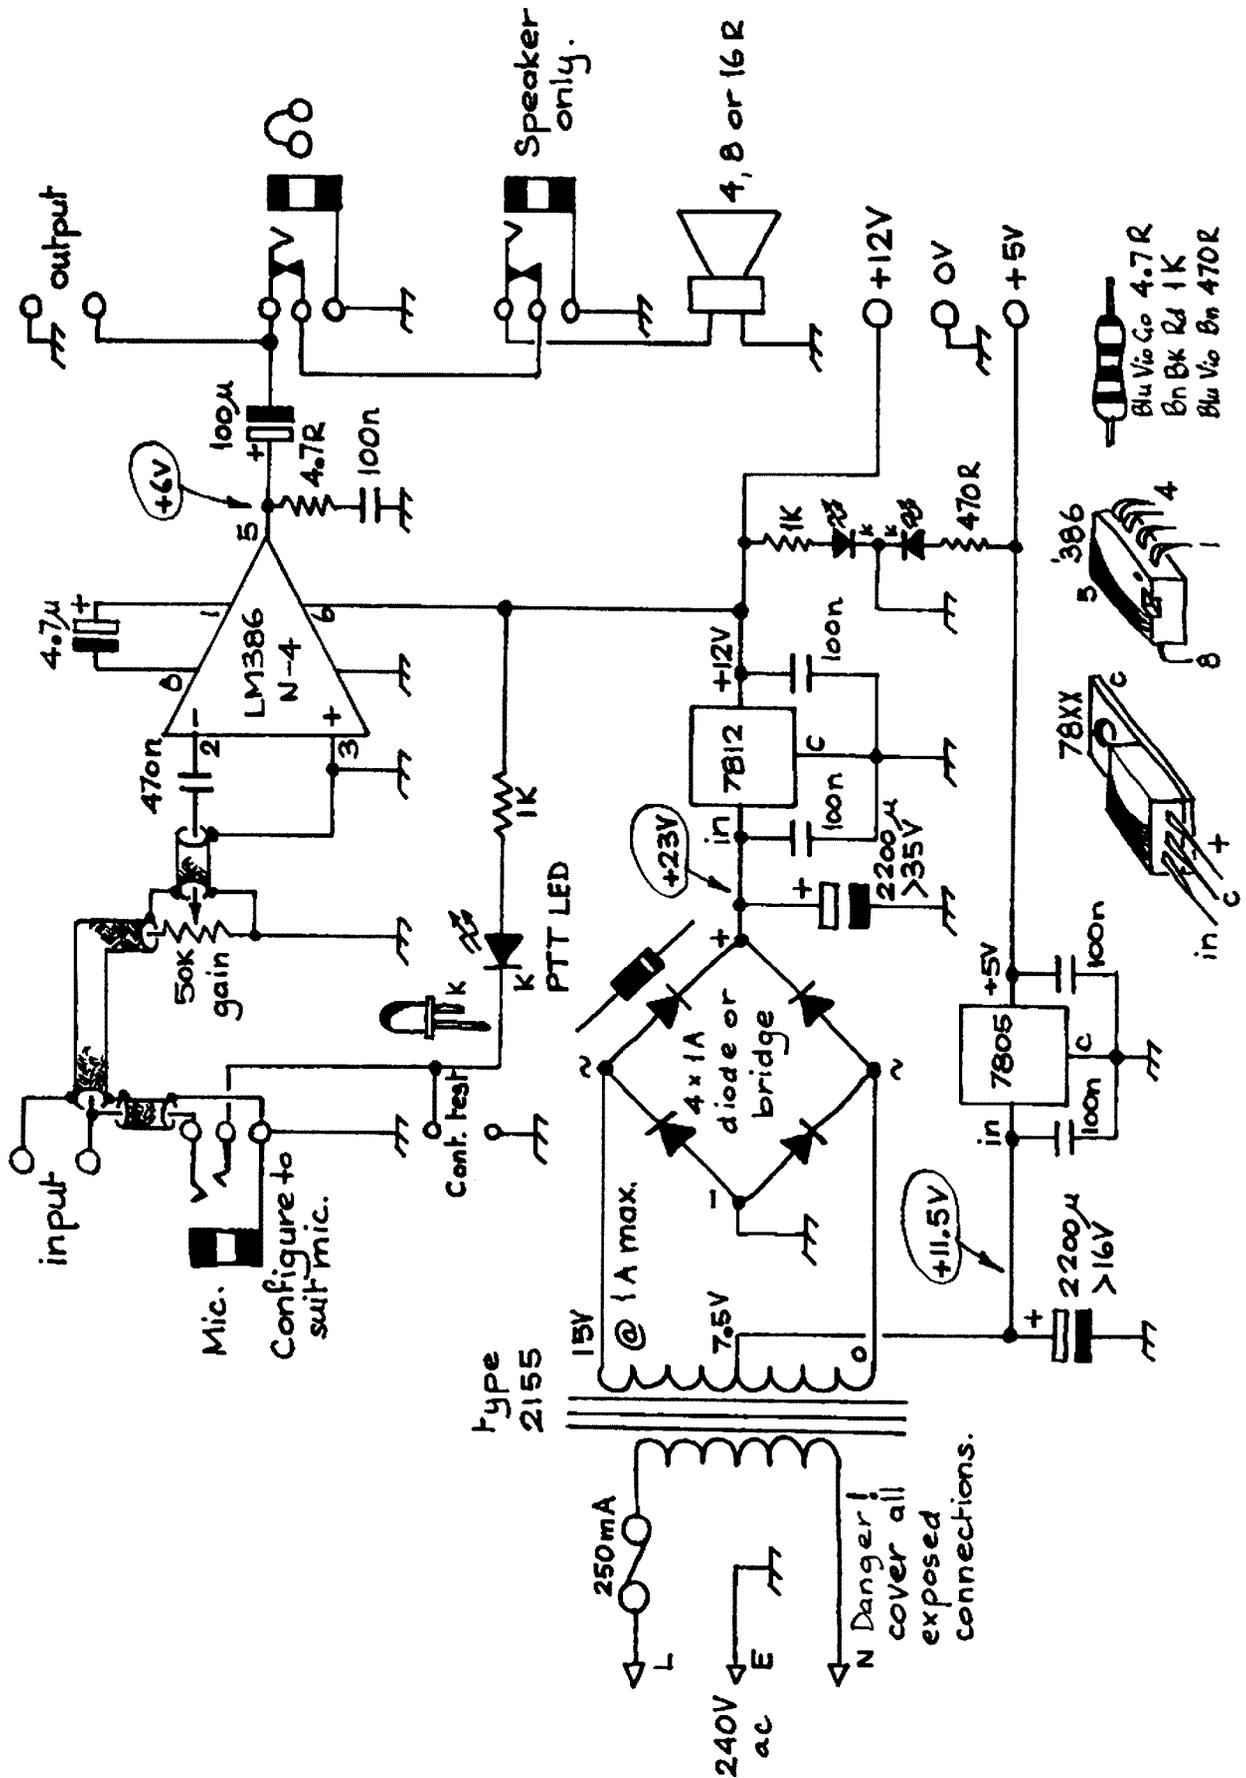 input
Mic.
Configure to
suit mic.
50K
gain
470n
2
3
-
+
LM386
N-4
8
1
6
5
4.7µ
+
+6V
100µ
+
4.7R
100n
output
Speaker
only.
4, 8 or 16 R
Cont. test
K
K
PTT LED
1K
240V
ac
L
E
N
250mA
Danger!
cover all
exposed
connections.
type
2155
15V
@ 1A max.
7.5V
0
~
~
-
+
4 x 1A
diode or
bridge
+23V
+
2200µ
>35V
in
7812
C
+12V
100n
100n
1K
K
K
470R
+12V
0V
+5V
+11.5V
+
2200µ
>16V
in
7805
C
+5V
100n
100n
78XX
C
in
C
+
'386
5
8
1
4
Blu Vio Go 4.7R
Bn BK Rd 1K
Blu Vio Bn 470R